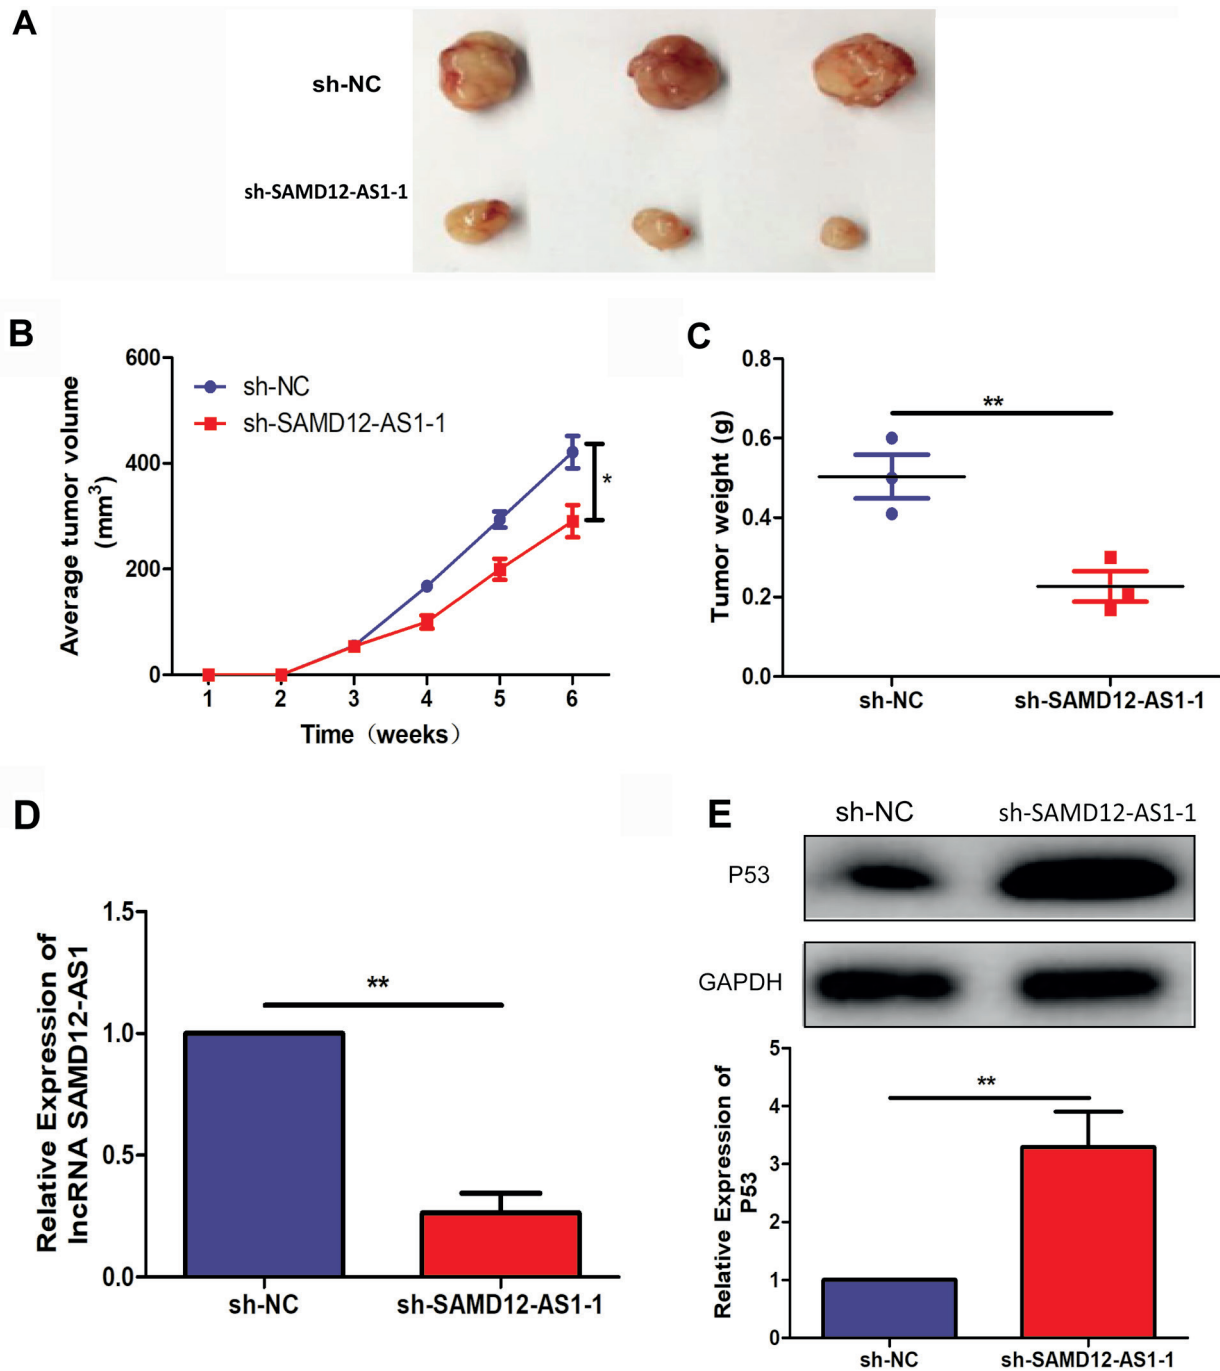 A
sh-NC
sh-SAMD12-AS1-1
B
Average tumor volume
(mm³)
600
400
200
0
sh-NC
sh-SAMD12-AS1-1
*
1 2 3 4 5 6
Time（weeks）
C
Tumor weight (g)
0.8
0.6
0.4
0.2
0.0
**
sh-NC sh-SAMD12-AS1-1
D
Relative Expression of
lncRNA SAMD12-AS1
1.5
1.0
0.5
0.0
**
sh-NC sh-SAMD12-AS1-1
E
sh-NC sh-SAMD12-AS1-1
P53
GAPDH
Relative Expression of
P53
5
4
3
2
1
0
**
sh-NC sh-SAMD12-AS1-1